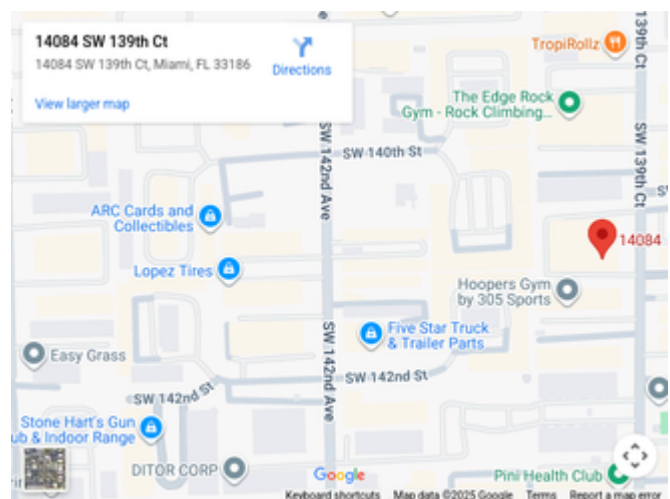 14084 SW 139th Ct
14084 SW 139th Ct, Miami, FL 33186
Directions
View larger map
TropiRollz
139th Ct
The Edge Rock
Gym - Rock Climbing...
SW 142nd Ave
SW 140th St
SW 139th Ct
ARC Cards and
Collectibles
14084
Lopez Tires
Hoopers Gym
by 305 Sports
SW 142nd Ave
Five Star Truck
& Trailer Parts
Easy Grass
SW 142nd St
SW 142nd St
Stone Hart's Gun
ub & Indoor Range
DITOR CORP
Google
Pini Health Club
Keyboard shortcuts
Map data ©2025 Google
Terms
Report a map error